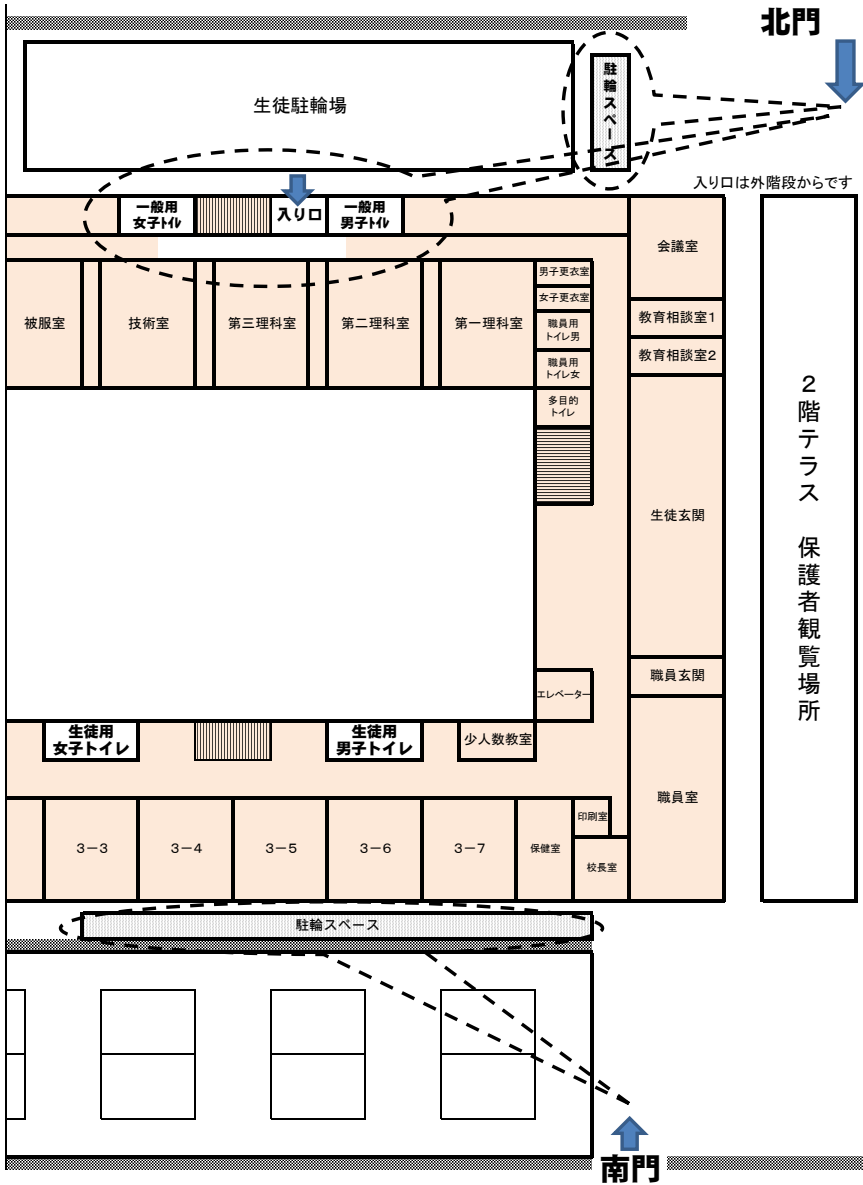 北門
駐輪スペース
生徒駐輪場
入り口は外階段からです
一般用
女子トイレ
入り口
一般用
男子トイレ
会議室
男子更衣室
女子更衣室
被服室
技術室
第三理科室
第二理科室
第一理科室
職員用
トイレ男
教育相談室1
職員用
トイレ女
教育相談室2
多目的
トイレ
2階テラス 保護者観覧場所
生徒玄関
職員玄関
エレベーター
生徒用
女子トイレ
生徒用
男子トイレ
少人数教室
職員室
印刷室
3－3
3－4
3－5
3－6
3－7
保健室
校長室
駐輪スペース
南門